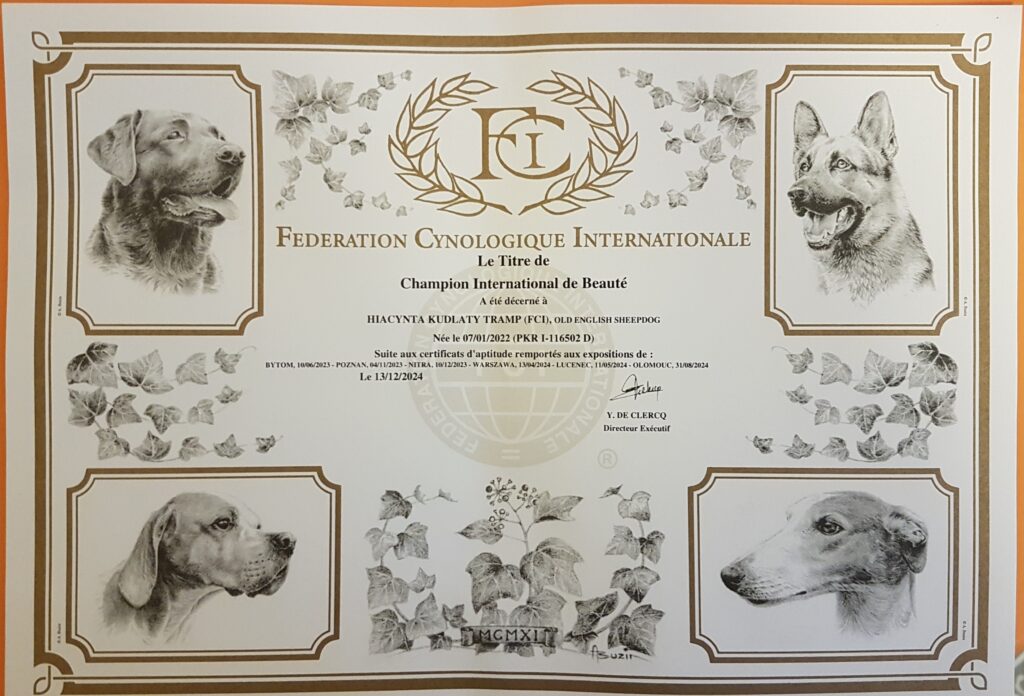 FCI
FEDERATION CYNOLOGIQUE INTERNATIONALE
Le Titre de
Champion International de Beauté
A été décerné à
HIACYNTA KUDLATY TRAMP (FCI), OLD ENGLISH SHEEPDOG
Née le 07/01/2022 (PKR I-116502 D)
Suite aux certificats d'aptitude remportés aux expositions de :
BYTOM, 10/06/2023 - POZNAN, 04/11/2023 - NITRA, 10/12/2023 - WARSZAWA, 13/04/2024 - LUCENEC, 11/05/2024 - OLOMOUC, 31/08/2024
Le 13/12/2024
Y. DE CLERCQ
Directeur Exécutif
®
MCMXI